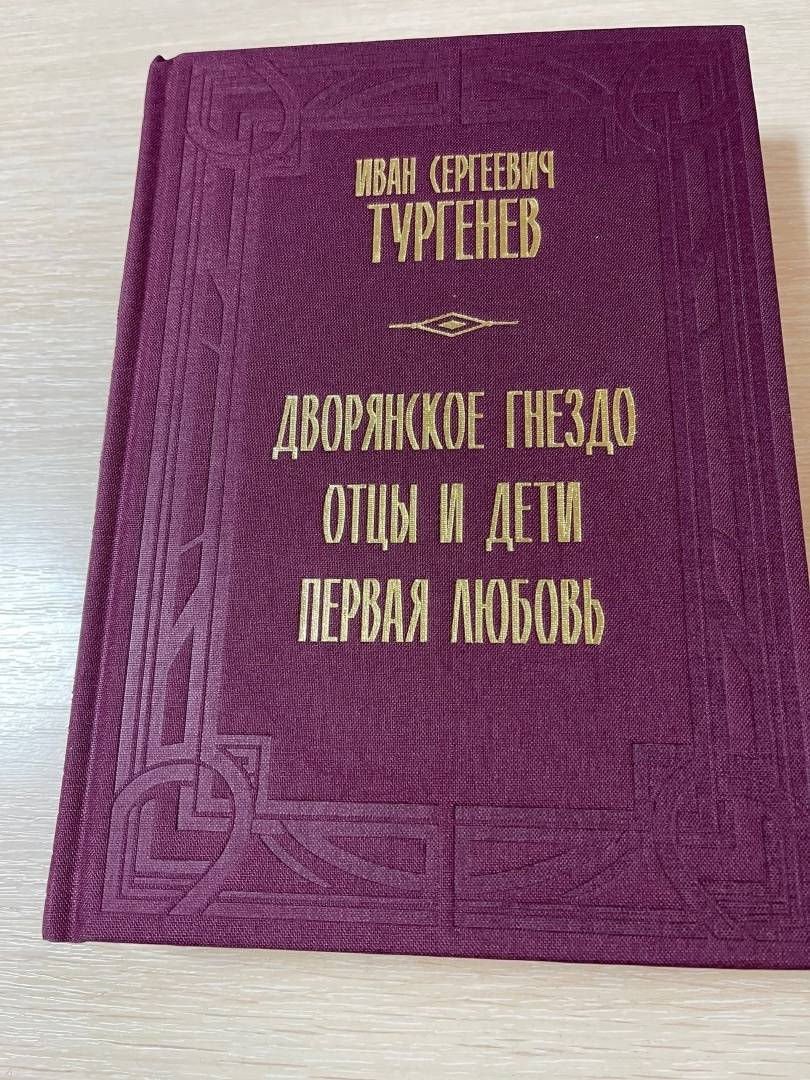 ИВАН СЕРГЕЕВИЧ
ТУРГЕНЕВ
ДВОРЯНСКОЕ ГНЕЗДО
ОТЦЫ И ДЕТИ
ПЕРВАЯ ЛЮБОВЬ